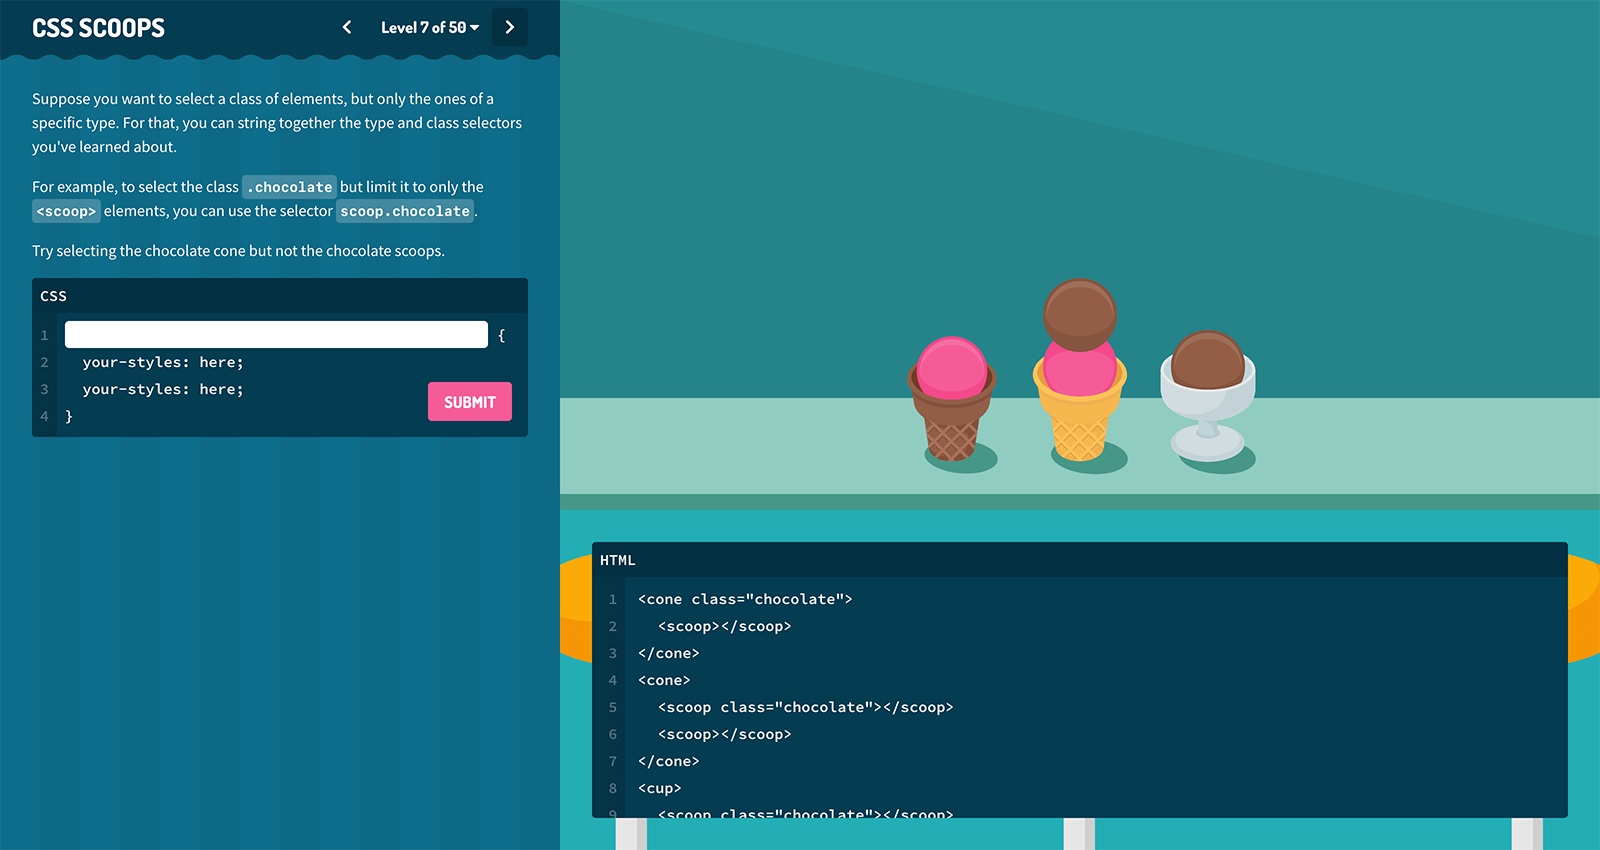 CSS SCOOPS
Level 7 of 50
Suppose you want to select a class of elements, but only the ones of a
specific type. For that, you can string together the type and class selectors
you've learned about.
For example, to select the class .chocolate but limit it to only the
<scoop> elements, you can use the selector scoop.chocolate.
Try selecting the chocolate cone but not the chocolate scoops.
CSS
1 {
2 your-styles: here;
3 your-styles: here;
4 }
SUBMIT
HTML
1 <cone class="chocolate">
2 <scoop></scoop>
3 </cone>
4 <cone>
5 <scoop class="chocolate"></scoop>
6 <scoop></scoop>
7 </cone>
8 <cup>
9 <scoop class="chocolate"></scoop>